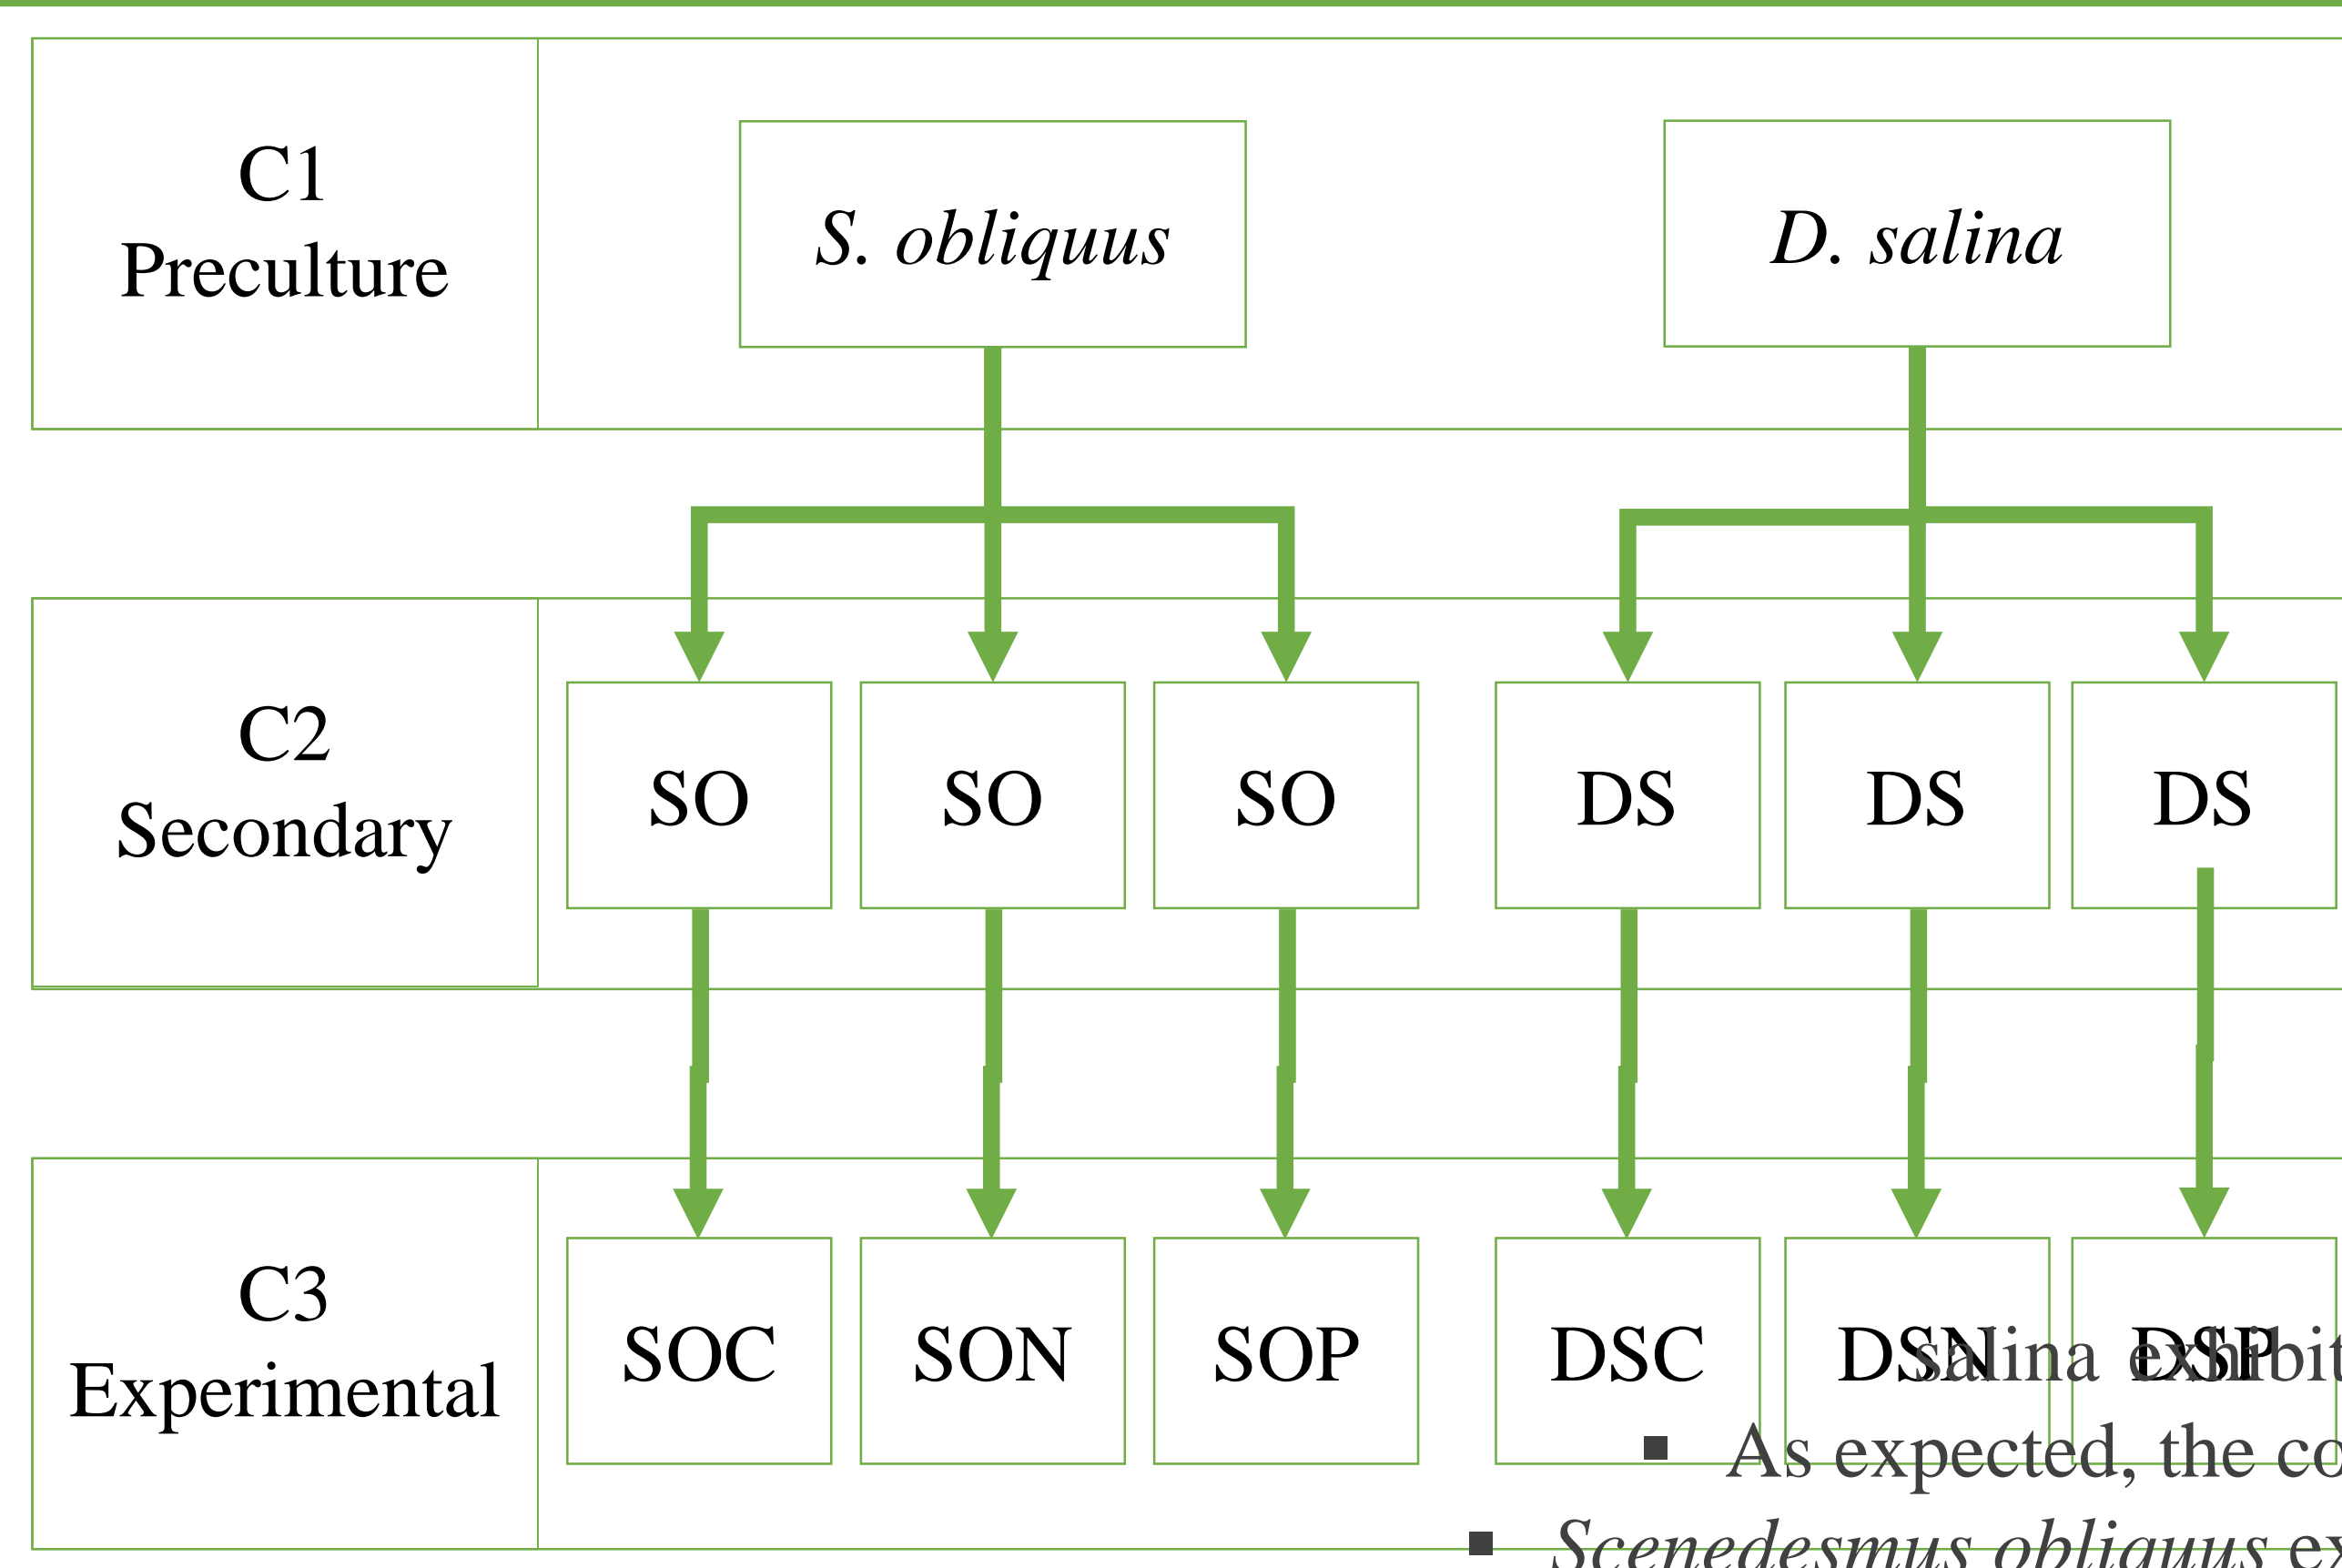 C1
Preculture
S. obliquus
D. salina
C2
Secondary
SO SO SO DS DS DS
C3
Experimental
SOC SON SOP DSC DSN DSP
salina exhibit
As expected, the co
Scenedesmus obliquus ex